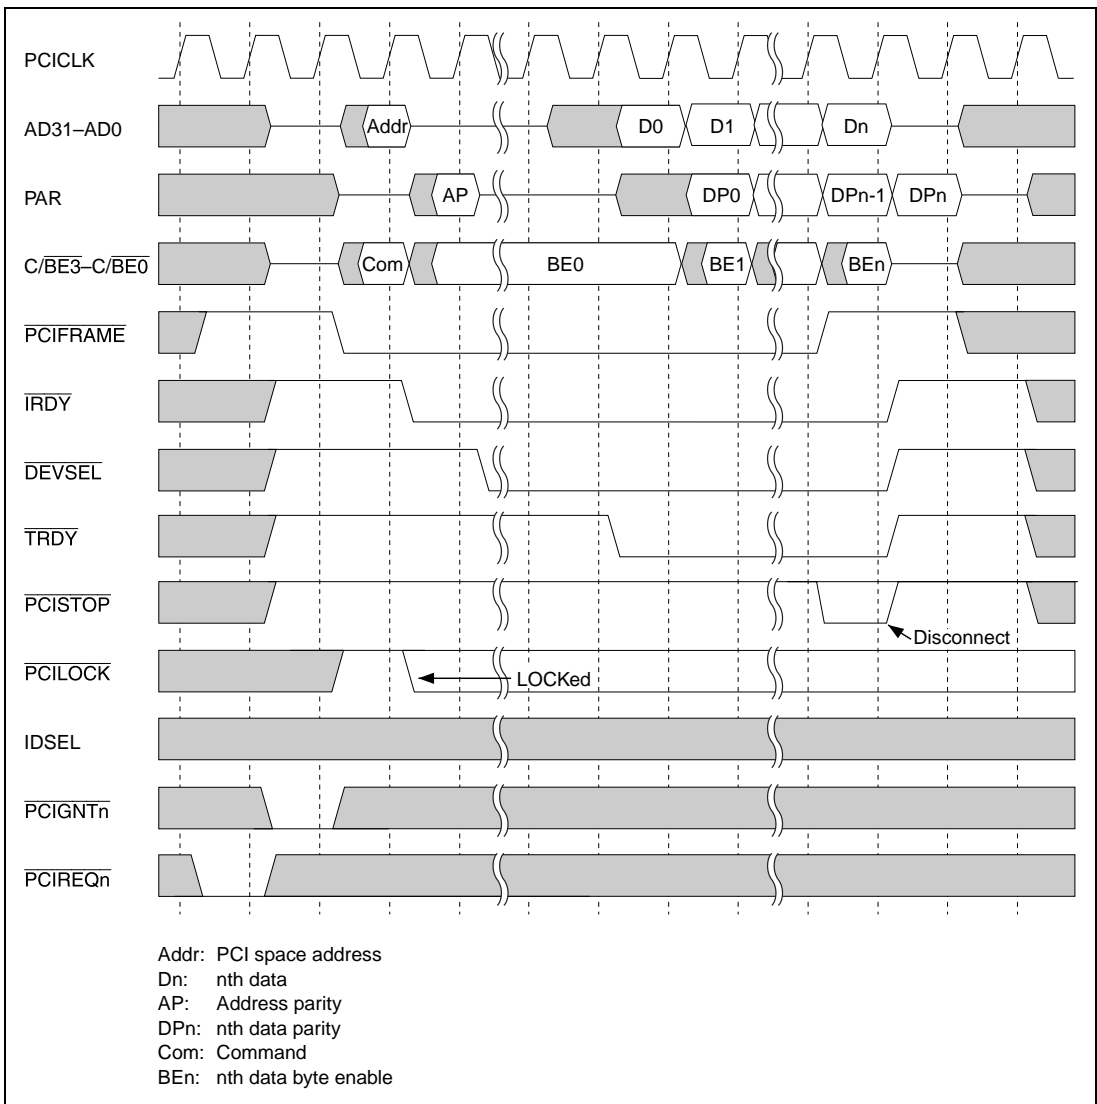 PCICLK
AD31–AD0 Addr D0 D1 Dn
PAR AP DP0 DPn-1 DPn
C/BE3–C/BE0 Com BE0 BE1 BEn
PCIFRAME
IRDY
DEVSEL
TRDY
PCISTOP
Disconnect
PCILOCK LOCKed
IDSEL
PCIGNTn
PCIREQn
Addr: PCI space address
Dn: nth data
AP: Address parity
DPn: nth data parity
Com: Command
BEn: nth data byte enable